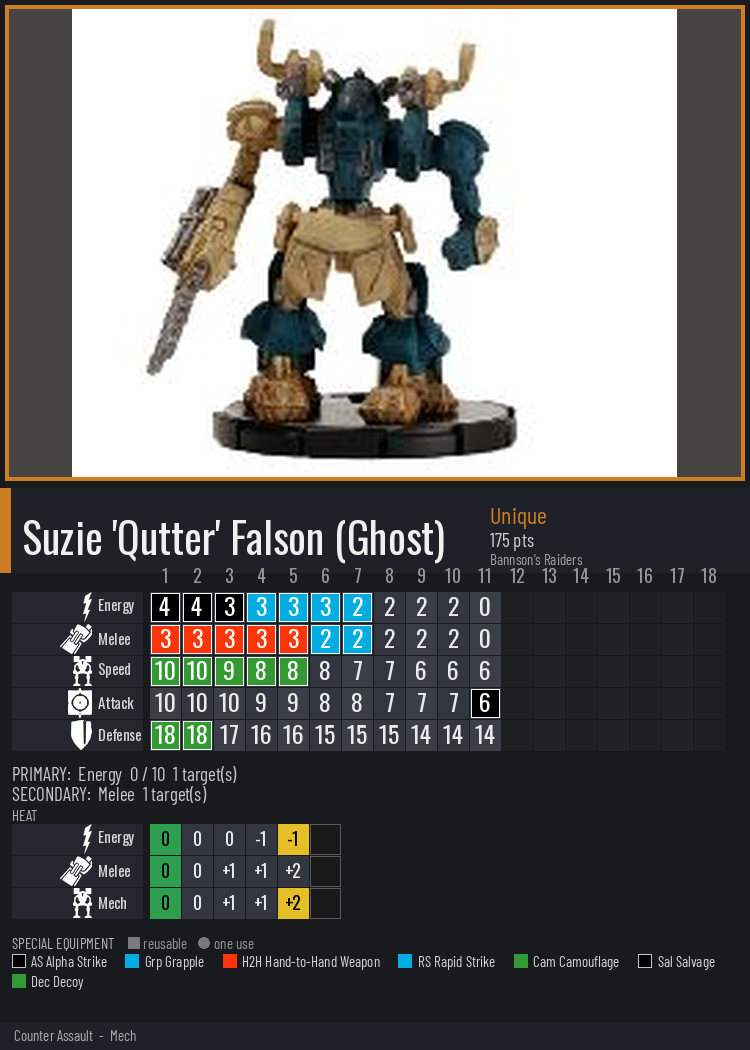 Suzie 'Qutter' Falson (Ghost)
Unique
175 pts
Bannson's Raiders
1 2 3 4 5 6 7 8 9 10 11 12 13 14 15 16 17 18
Energy 4 4 3 3 3 3 2 2 2 2 0
Melee 3 3 3 3 3 2 2 2 2 2 0
Speed 10 10 9 8 8 8 7 7 6 6 6
Attack 10 10 10 9 9 8 8 7 7 7 6
Defense 18 18 17 16 16 15 15 15 14 14 14
PRIMARY: Energy 0 / 10 1 target(s)
SECONDARY: Melee 1 target(s)
HEAT
Energy 0 0 0 -1 -1
Melee 0 0 +1 +1 +2
Mech 0 0 +1 +1 +2
SPECIAL EQUIPMENT reusable one use
AS Alpha Strike Grp Grapple H2H Hand-to-Hand Weapon RS Rapid Strike Cam Camouflage Sal Salvage
Dec Decoy
Counter Assault - Mech